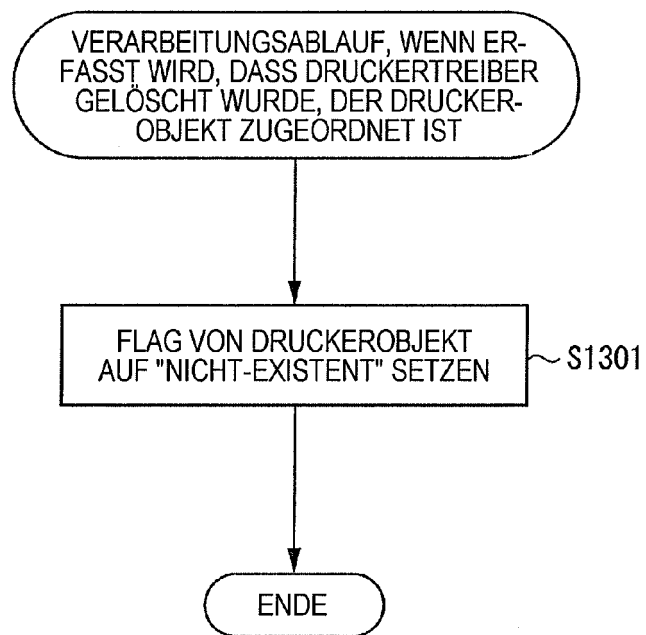 VERARBEITUNGSABLAUF, WENN ER-
FASST WIRD, DASS DRUCKERTREIBER
GELÖSCHT WURDE, DER DRUCKER-
OBJEKT ZUGEORDNET IST
FLAG VON DRUCKEROBJEKT
AUF "NICHT-EXISTENT" SETZEN
S1301
ENDE